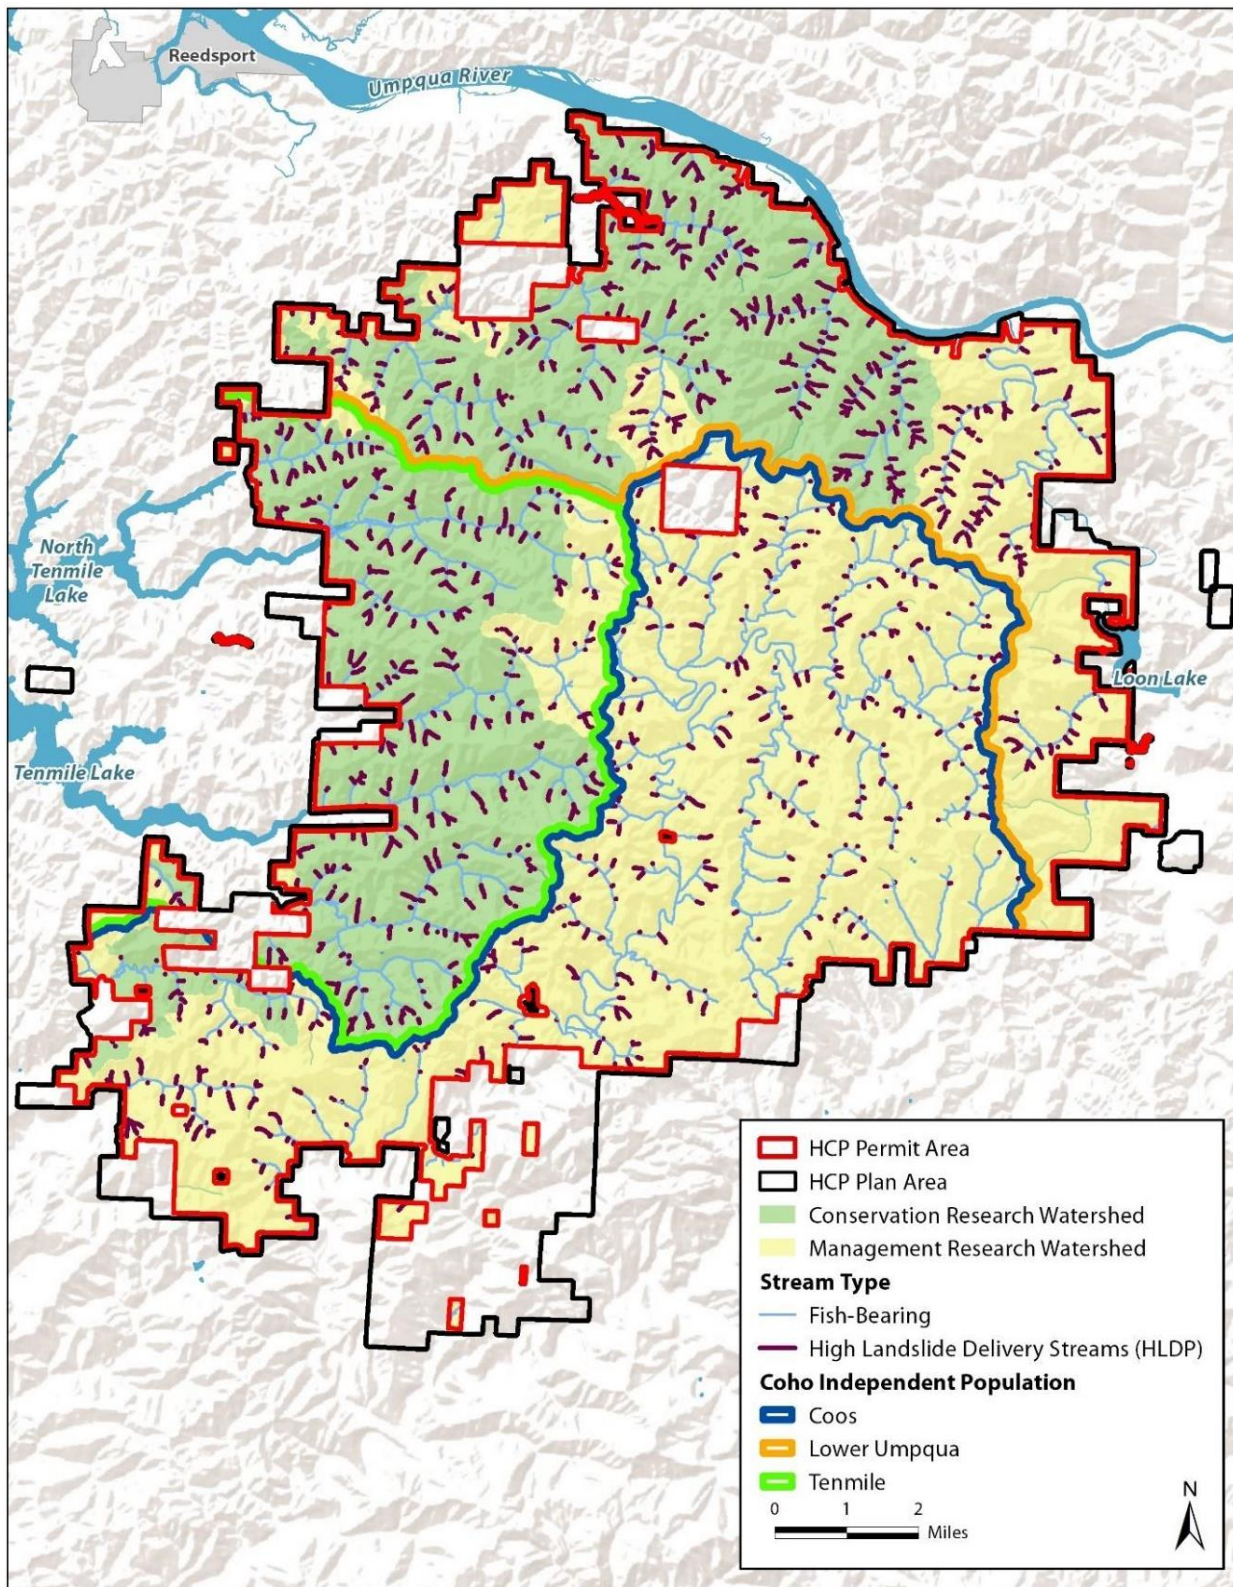 Reedsport
Umpqua River
North
Tenmile
Lake
Loon Lake
Tenmile Lake
HCP Permit Area
HCP Plan Area
Conservation Research Watershed
Management Research Watershed
Stream Type
Fish-Bearing
High Landslide Delivery Streams (HLDP)
Coho Independent Population
Coos
Lower Umpqua
Tenmile
0 1 2
Miles
N